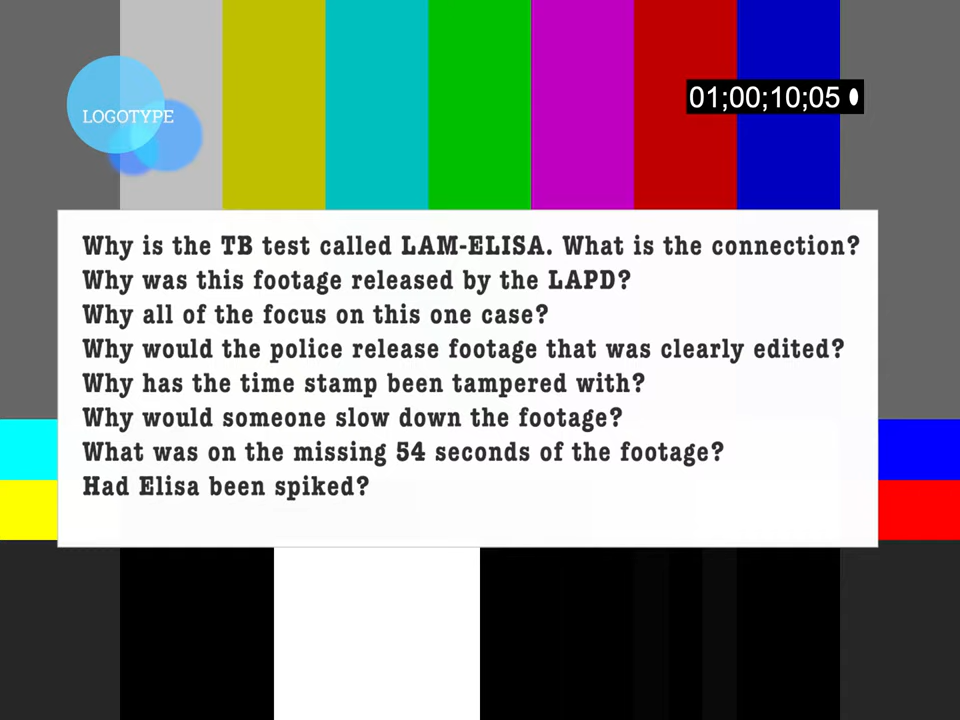 LOGOTYPE
01;00;10;05
Why is the TB test called LAM-ELISA. What is the connection?
Why was this footage released by the LAPD?
Why all of the focus on this one case?
Why would the police release footage that was clearly edited?
Why has the time stamp been tampered with?
Why would someone slow down the footage?
What was on the missing 54 seconds of the footage?
Had Elisa been spiked?